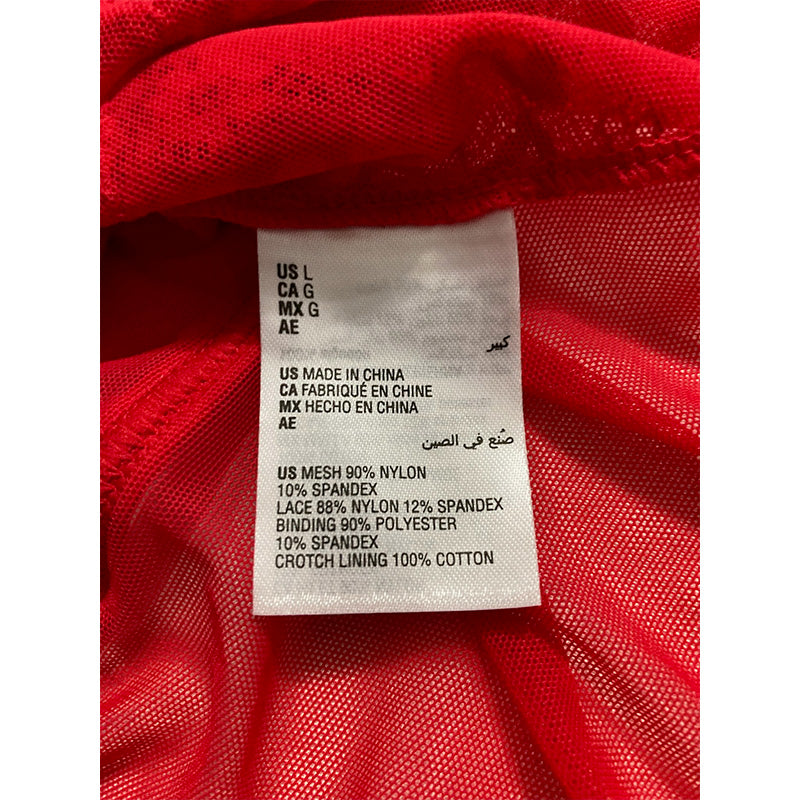 US L
CA G
MX G
AE
كبير
US MADE IN CHINA
CA FABRIQUÉ EN CHINE
MX HECHO EN CHINA
AE
صُنع في الصين
US MESH 90% NYLON
10% SPANDEX
LACE 88% NYLON 12% SPANDEX
BINDING 90% POLYESTER
10% SPANDEX
CROTCH LINING 100% COTTON